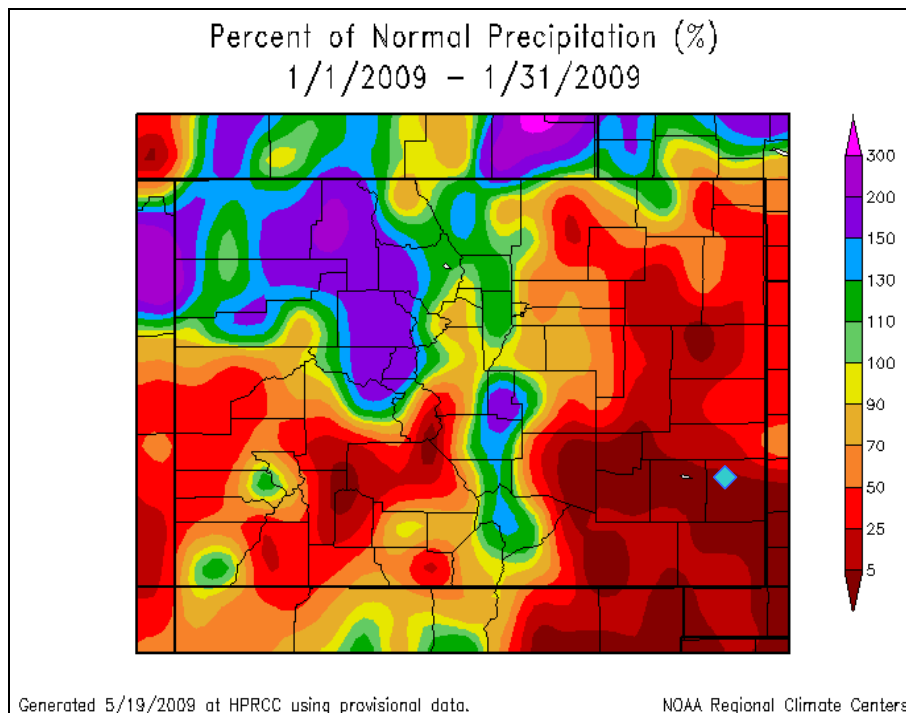 Percent of Normal Precipitation (%)
1/1/2009 – 1/31/2009
300
200
150
130
110
100
90
70
50
25
5
Generated 5/19/2009 at HPRCC using provisional data.
NOAA Regional Climate Centers